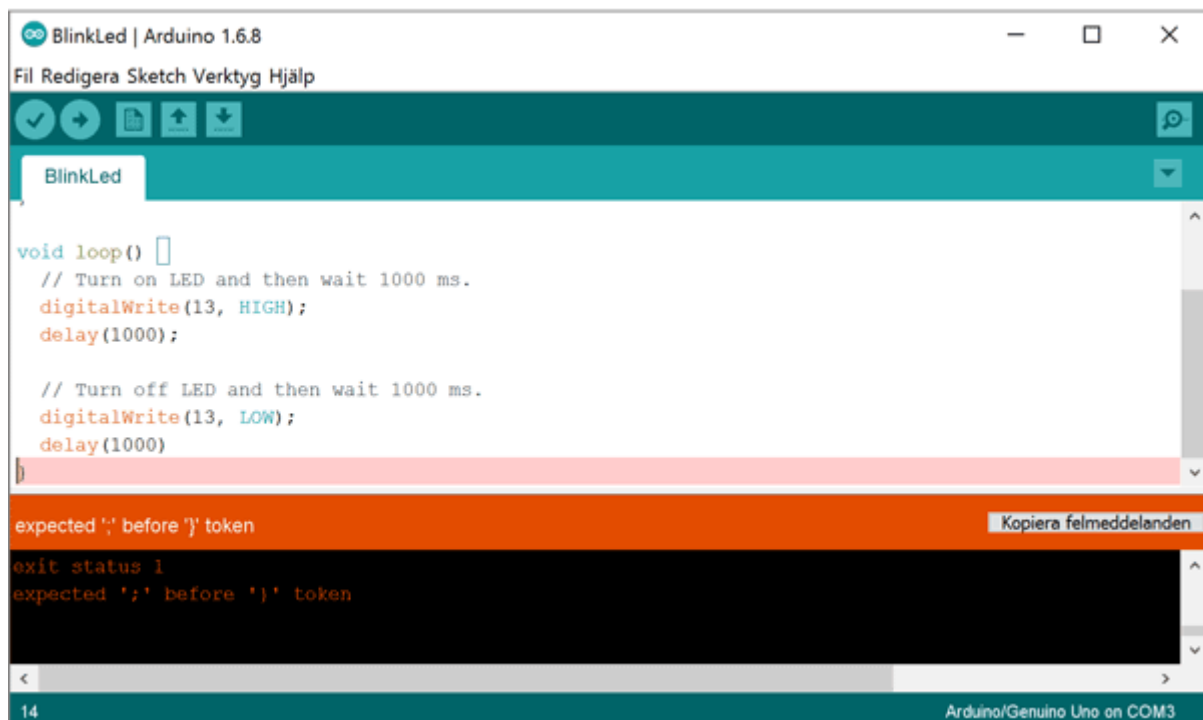 BlinkLed | Arduino 1.6.8
Fil Redigera Sketch Verktyg Hjälp
BlinkLed
void loop() {
// Turn on LED and then wait 1000 ms.
digitalWrite(13, HIGH);
delay(1000);
// Turn off LED and then wait 1000 ms.
digitalWrite(13, LOW);
delay(1000)
}
expected ';' before '}' token
Kopiera felmeddelanden
exit status 1
expected ';' before '}' token
14
Arduino/Genuino Uno on COM3